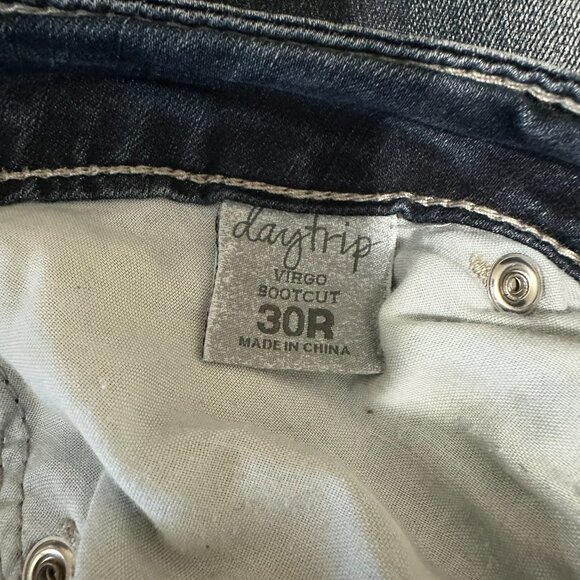 daytrip
VIRGO
BOOTCUT
30R
MADE IN CHINA